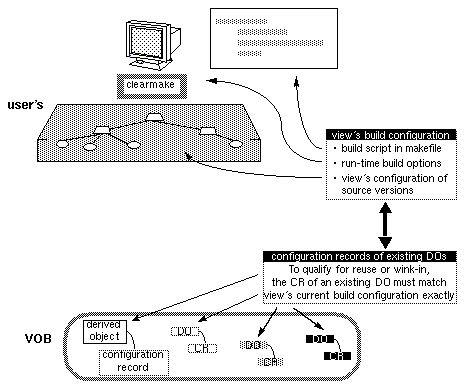 clearmake
user's
view's build configuration
• build script in makefile
• run-time build options
• view's configuration of
source versions
configuration records of existing DOs
To qualify for reuse or wink-in,
the CR of an existing DO must match
view's current build configuration exactly
VOB
derived
object
configuration
record
DO
CR
DO
CR
DO
CR